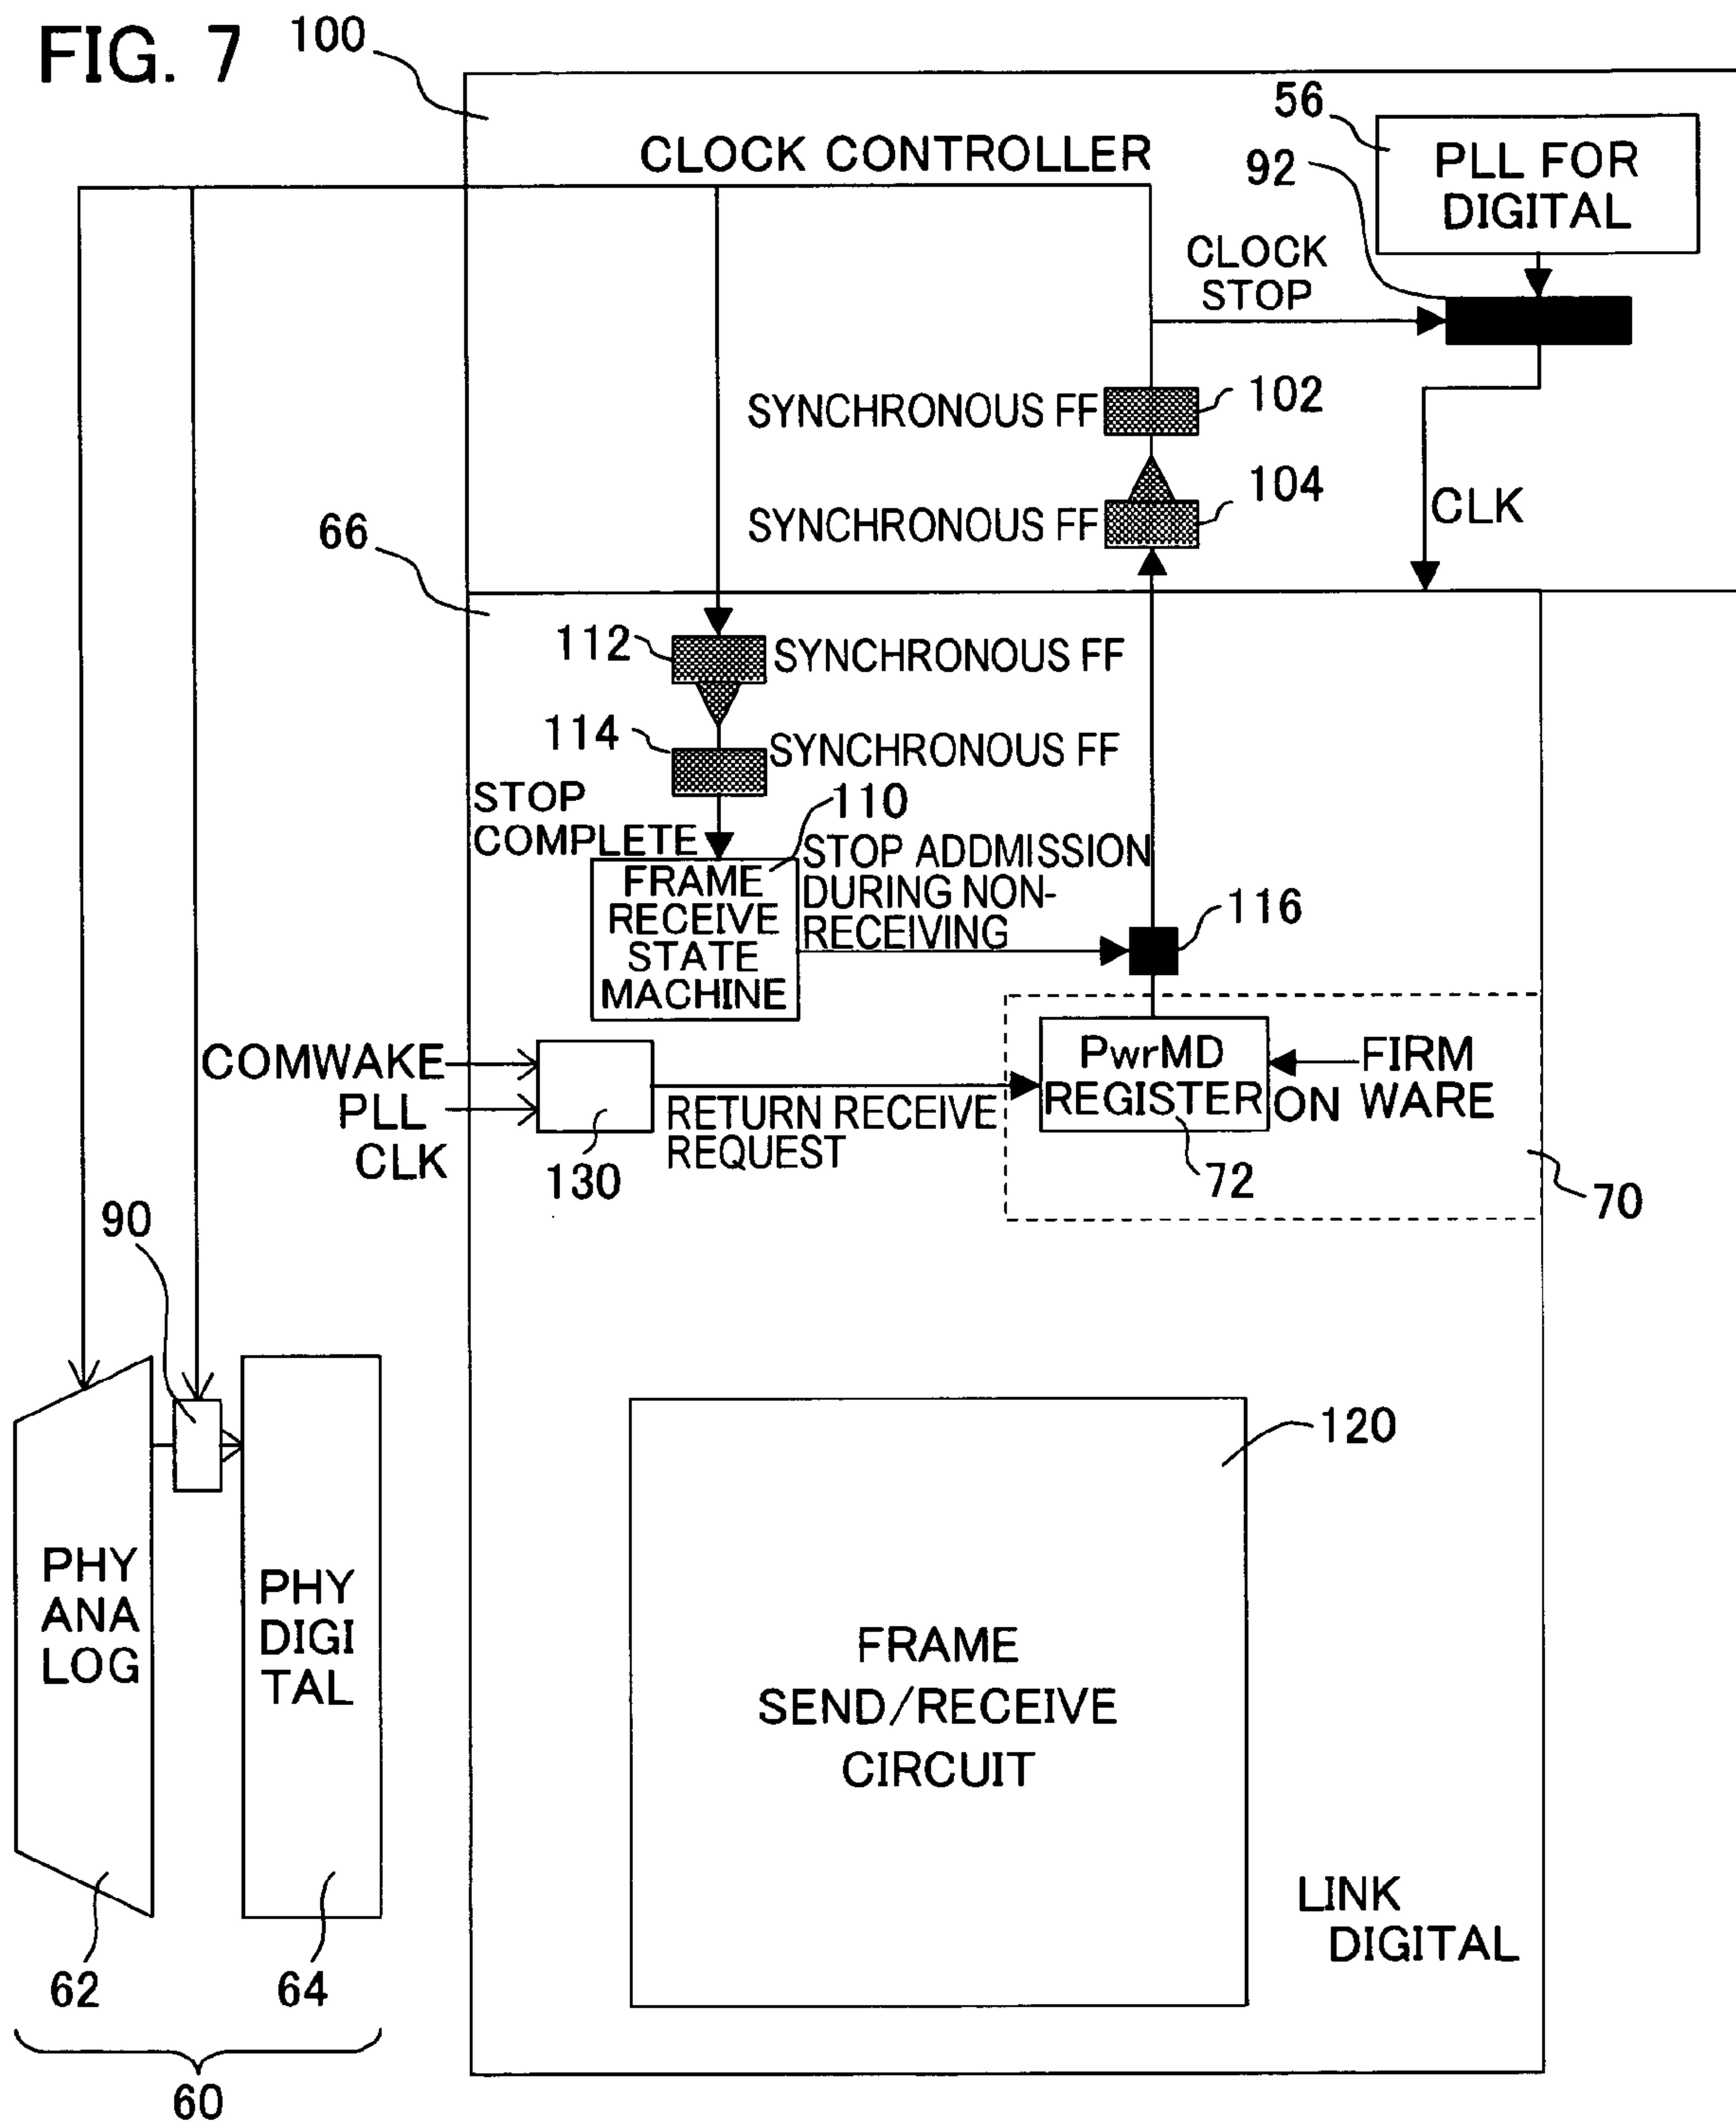 FIG. 7
100
CLOCK CONTROLLER
56
PLL FOR
DIGITAL
92
CLOCK
STOP
SYNCHRONOUS FF
102
SYNCHRONOUS FF
104
CLK
66
112
SYNCHRONOUS FF
114
SYNCHRONOUS FF
STOP
COMPLETE
110
FRAME
RECEIVE
STATE
MACHINE
STOP ADDMISSION
DURING NON-
RECEIVING
116
COMWAKE
PLL
CLK
130
RETURN RECEIVE
REQUEST
PwrMD
REGISTER
ON
FIRM
WARE
72
70
90
PHY
ANA
LOG
PHY
DIGI
TAL
120
FRAME
SEND/RECEIVE
CIRCUIT
LINK
DIGITAL
62
64
60